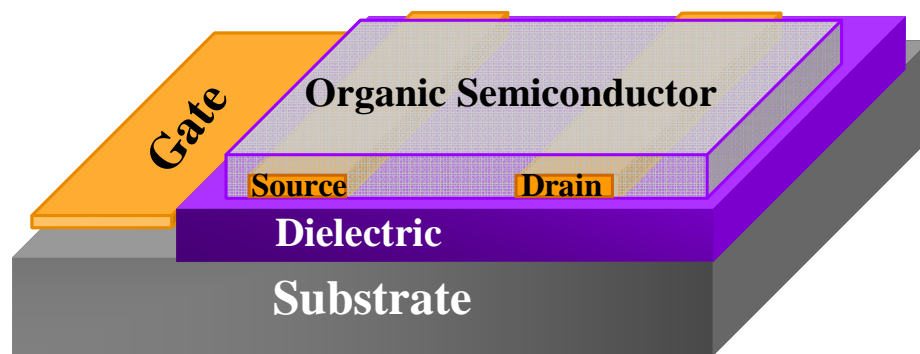 Gate
Organic Semiconductor
Source
Drain
Dielectric
Substrate